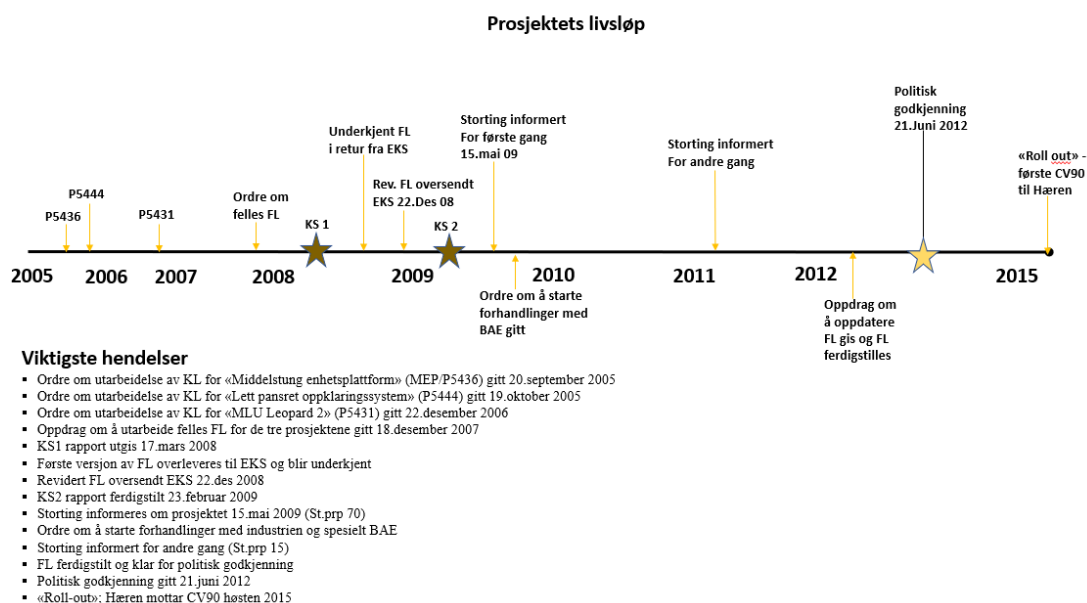 Prosjektets livsløp
Politisk
godkjenning
21.Juni 2012
Storting informert
For første gang
15.mai 09
Underkjent FL
i retur fra EKS
Storting informert
For andre gang
«Roll out» -
første CV90
til Hæren
Rev. FL oversendt
EKS 22.Des 08
P5444
Ordre om
felles FL
P5436
P5431
KS 1
KS 2
2005
2006
2007
2008
2009
2010
2011
2012
2015
Ordre om å starte
forhandlinger med
BAE gitt
Oppdrag om
å oppdatere
FL gis og FL
ferdigstilles
Viktigste hendelser
▪ Ordre om utarbeidelse av KL for «Middelstung enhetsplattform» (MEP/P5436) gitt 20.september 2005
▪ Ordre om utarbeidelse av KL for «Lett pansret oppklaringssystem» (P5444) gitt 19.oktober 2005
▪ Ordre om utarbeidelse av KL for «MLU Leopard 2» (P5431) gitt 22.desember 2006
▪ Oppdrag om å utarbeide felles FL for de tre prosjektene gitt 18.desember 2007
▪ KS1 rapport utgis 17.mars 2008
▪ Første versjon av FL overleveres til EKS og blir underkjent
▪ Revidert FL oversendt EKS 22.des 2008
▪ KS2 rapport ferdigstilt 23.februar 2009
▪ Storting informeres om prosjektet 15.mai 2009 (St.prp 70)
▪ Ordre om å starte forhandlinger med industrien og spesielt BAE
▪ Storting informert for andre gang (St.prp 15)
▪ FL ferdigstilt og klar for politisk godkjenning
▪ Politisk godkjenning gitt 21.juni 2012
▪ «Roll-out»; Hæren mottar CV90 høsten 2015